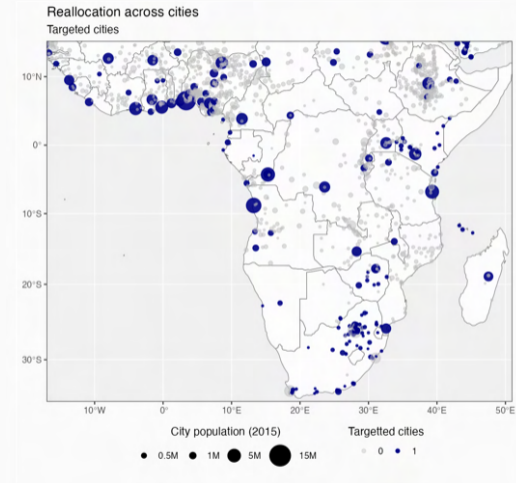 Reallocation across cities
Targeted cities
10°N
0°
10°S
20°S
30°S
10°W 0° 10°E 20°E 30°E 40°E 50°E
City population (2015) Targetted cities
0.5M 1M 5M 15M 0 1